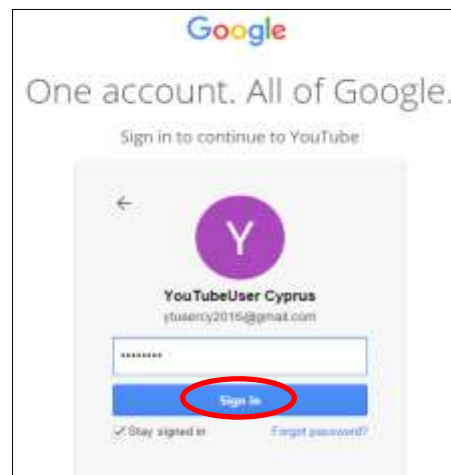 Google
One account. All of Google.
Sign in to continue to YouTube
←
Y
YouTubeUser Cyprus
ytusercy2016@gmail.com
••••••••
Sign in
✓ Stay signed in Forgot password?